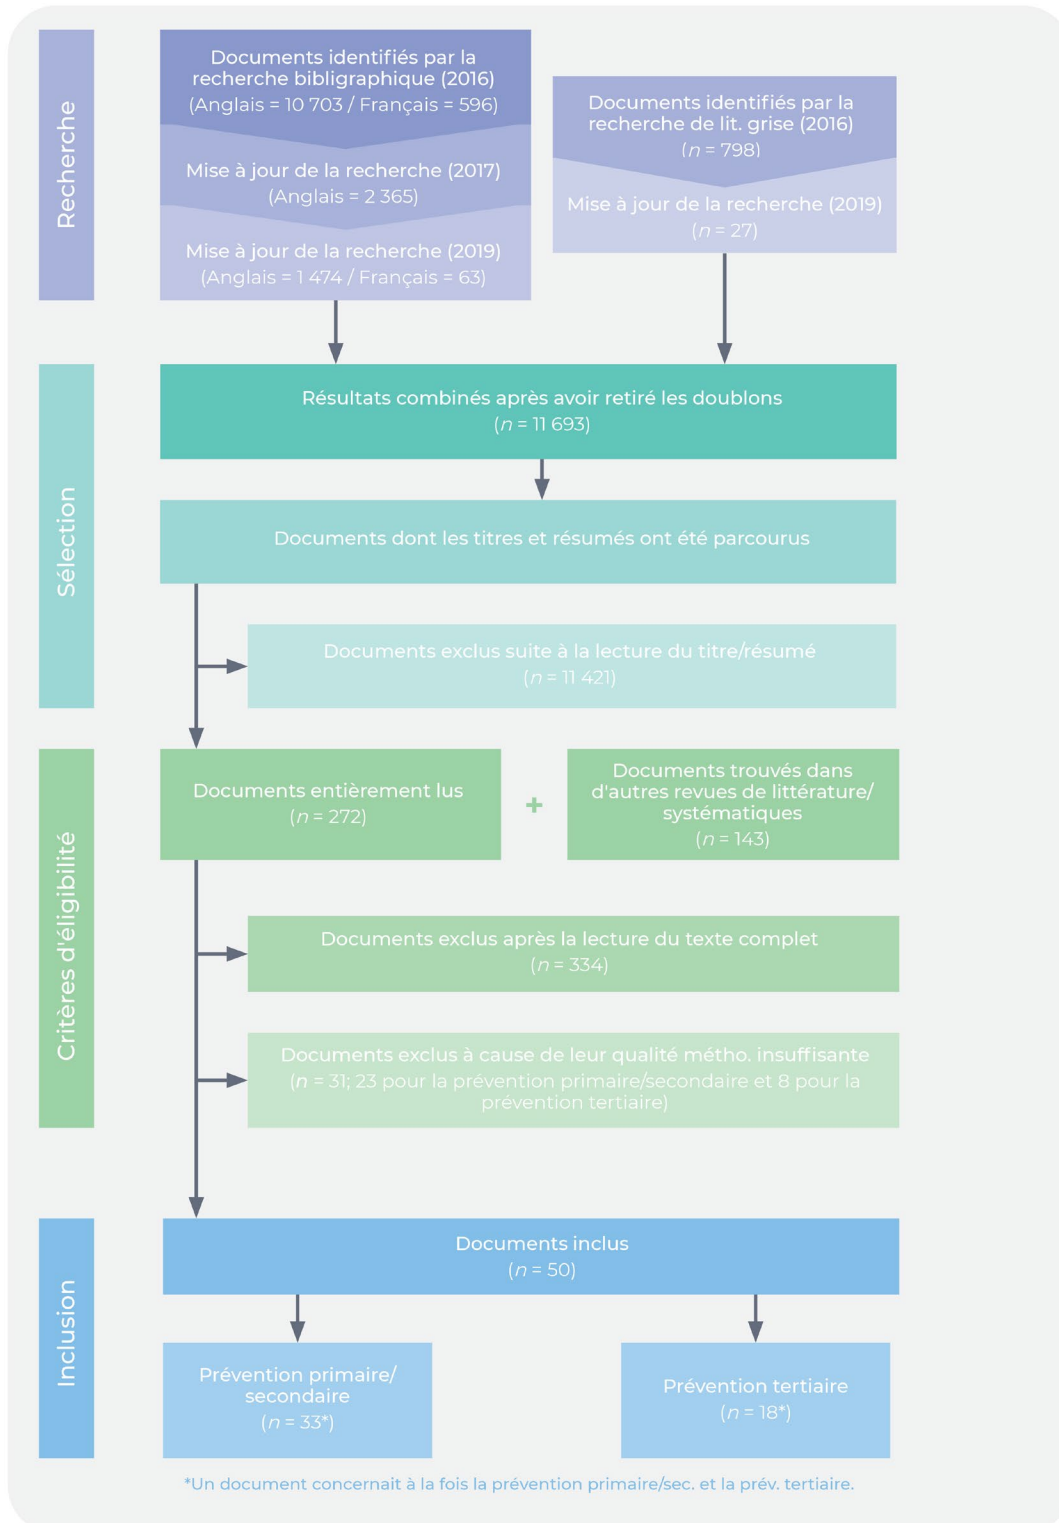 Recherche
Documents identifiés par la
recherche bibligraphique (2016)
(Anglais = 10 703 / Français = 596)
Mise à jour de la recherche (2017)
(Anglais = 2 365)
Mise à jour de la recherche (2019)
(Anglais = 1 474 / Français = 63)
Documents identifiés par la
recherche de lit. grise (2016)
(n = 798)
Mise à jour de la recherche (2019)
(n = 27)
Sélection
Résultats combinés après avoir retiré les doublons
(n = 11 693)
Documents dont les titres et résumés ont été parcourus
Documents exclus suite à la lecture du titre/résumé
(n = 11 421)
Critères d'éligibilité
Documents entièrement lus
(n = 272)
+
Documents trouvés dans
d'autres revues de littérature/
systématiques
(n = 143)
Documents exclus après la lecture du texte complet
(n = 334)
Documents exclus à cause de leur qualité métho. insuffisante
(n = 31; 23 pour la prévention primaire/secondaire et 8 pour la
prévention tertiaire)
Inclusion
Documents inclus
(n = 50)
Prévention primaire/
secondaire
(n = 33*)
Prévention tertiaire
(n = 18*)
*Un document concernait à la fois la prévention primaire/sec. et la prév. tertiaire.